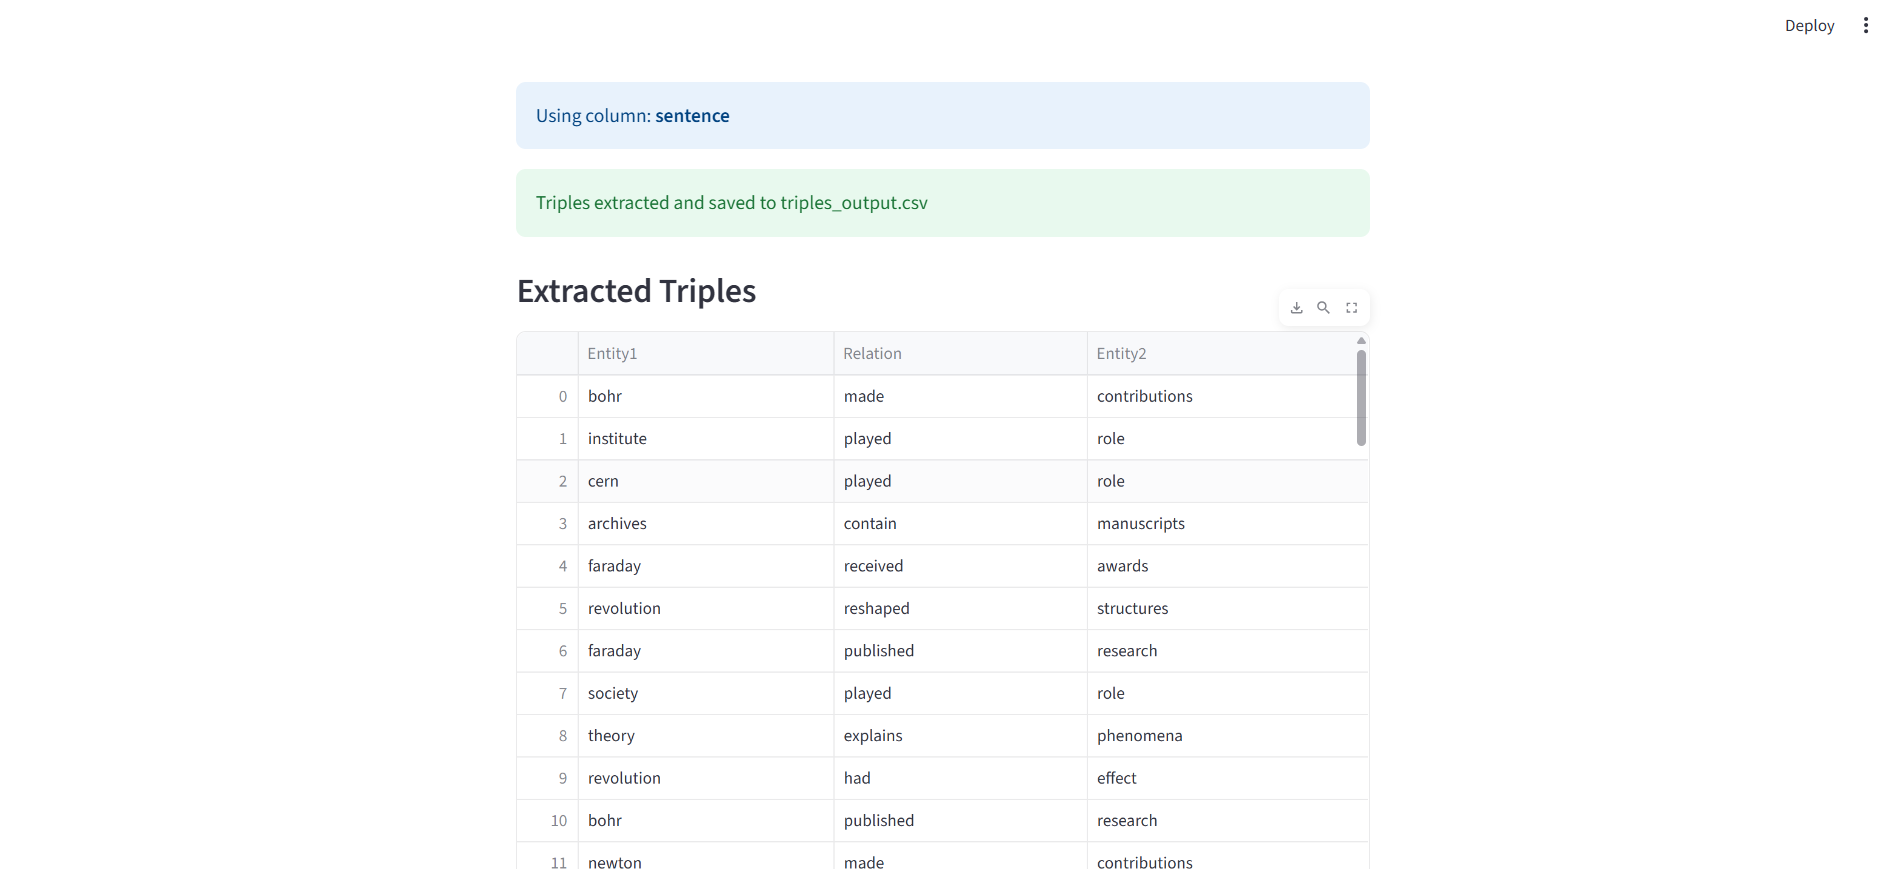 Deploy
Using column: sentence
Triples extracted and saved to triples_output.csv
Extracted Triples
Entity1 Relation Entity2
0 bohr made contributions
1 institute played role
2 cern played role
3 archives contain manuscripts
4 faraday received awards
5 revolution reshaped structures
6 faraday published research
7 society played role
8 theory explains phenomena
9 revolution had effect
10 bohr published research
11 newton made contributions